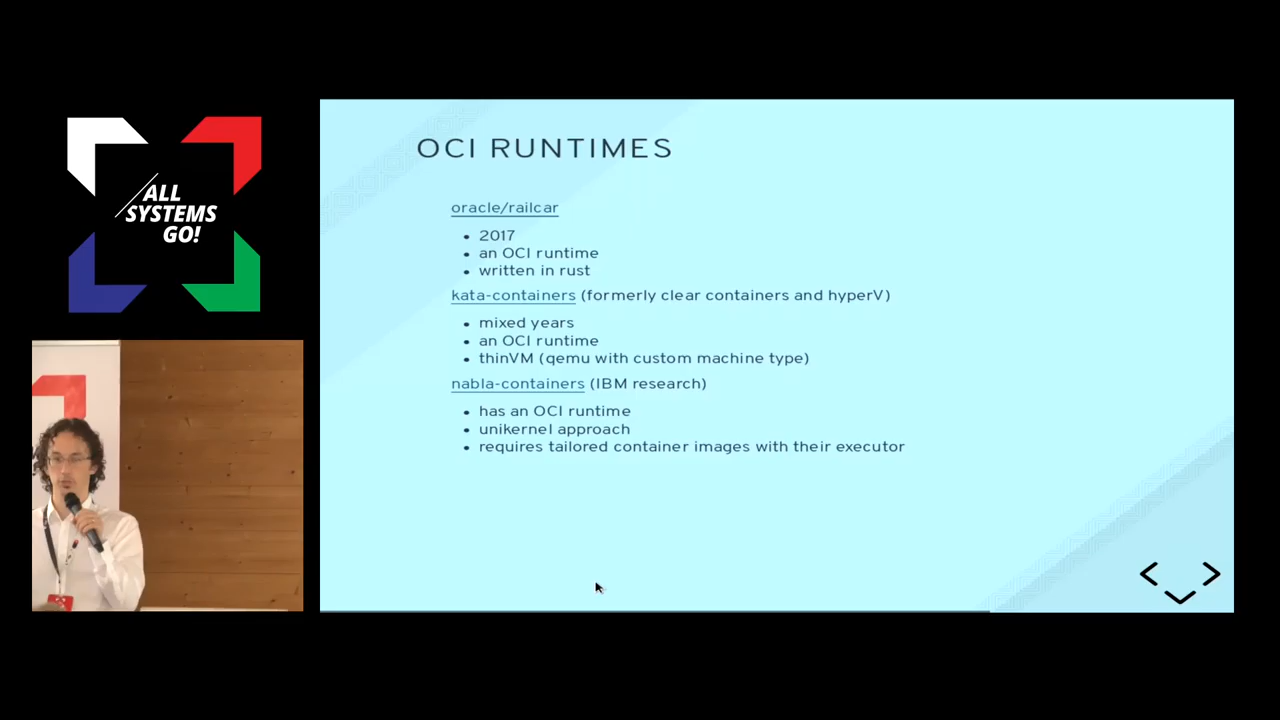 ALL
SYSTEMS
GO!
OCI RUNTIMES
oracle/railcar
• 2017
• an OCI runtime
• written in rust
kata-containers (formerly clear containers and hyperV)
• mixed years
• an OCI runtime
• thinVM (qemu with custom machine type)
nabla-containers (IBM research)
• has an OCI runtime
• unikernel approach
• requires tailored container images with their executor